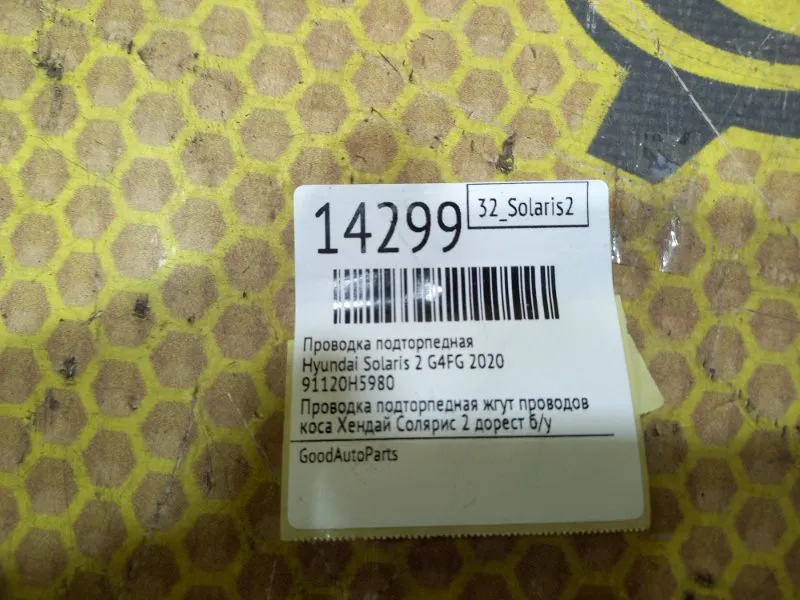 14299
32_Solaris2
Проводка подторпедная
Hyundai Solaris 2 G4FG 2020
91120H5980
Проводка подторпедная жгут проводов
коса Хендай Солярис 2 дорест б/у
GoodAutoParts